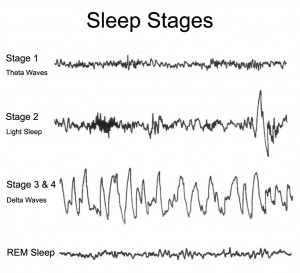 Sleep Stages
Stage 1
Theta Waves
Stage 2
Light Sleep
Stage 3 & 4
Delta Waves
REM Sleep